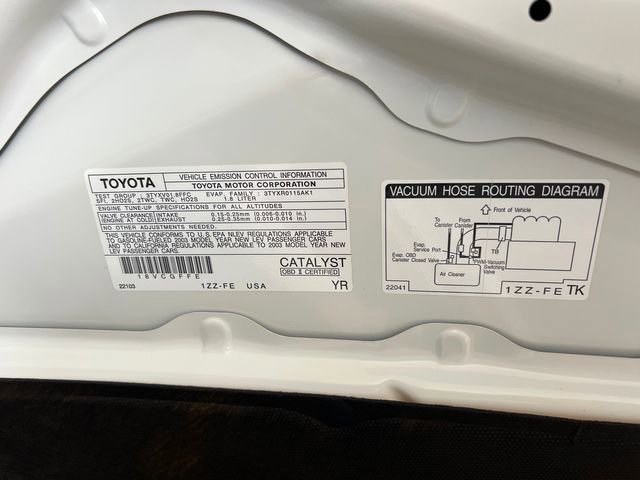 TOYOTA
VEHICLE EMISSION CONTROL INFORMATION
TOYOTA MOTOR CORPORATION
TEST GROUP : 3TYXV01.8FFC EVAP. FAMILY : 3TYXR0115AK1
SFI, 2HO2S, 2TWC, TWC, HO2S 1.8 LITER
ENGINE TUNE-UP SPECIFICATIONS FOR ALL ALTITUDES
VALVE CLEARANCE INTAKE 0.15-0.25mm (0.006-0.010 in.)
(ENGINE AT COLD) EXHAUST 0.25-0.35mm (0.010-0.014 in.)
NO OTHER ADJUSTMENTS NEEDED.
THIS VEHICLE CONFORMS TO U.S. EPA NLEV REGULATIONS APPLICABLE
TO GASOLINE-FUELED 2003 MODEL YEAR NEW LEV PASSENGER CARS
AND TO CALIFORNIA REGULATIONS APPLICABLE TO 2003 MODEL YEAR NEW
LEV PASSENGER CARS.
CATALYST
OBD II CERTIFIED
18VCGFFE
22103 1ZZ-FE USA YR
VACUUM HOSE ROUTING DIAGRAM
Front of Vehicle
To Canister
From Canister
Evap. Service Port
Evap. OBD Canister Closed Valve
TB
PWM-Vacuum Switching Valve
Air Cleaner
22041 1ZZ-FE TK